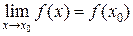 lim f(x) = f(x₀)
x→x₀